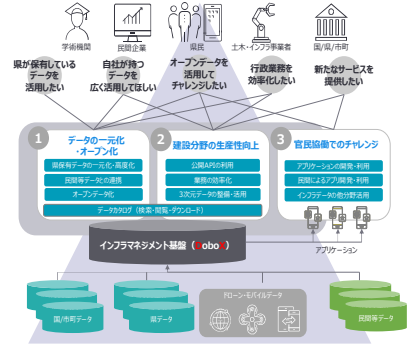 学術機関
民間企業
県民
土木・インフラ事業者
国/県/市町
県が保有している
データを
活用したい
自社が持つ
データを
広く活用してほしい
オープンデータを
活用して
チャレンジしたい
行政業務を
効率化したい
新たなサービスを
提供したい
1
データの一元化
・オープン化
県保有データの一元化・高度化
民間等データとの連携
オープンデータ化
2
建設分野の生産性向上
公開APIの利用
業務の効率化
3次元データの整備・活用
データカタログ（検索・閲覧・ダウンロード）
3
官民協働でのチャレンジ
アプリケーションの開発・利用
民間によるアプリ開発・利用
インフラデータの他分野活用
インフラマネジメント基盤（DoboX）
アプリケーション
国/市町データ
県データ
ドローン・モバイルデータ
民間等データ